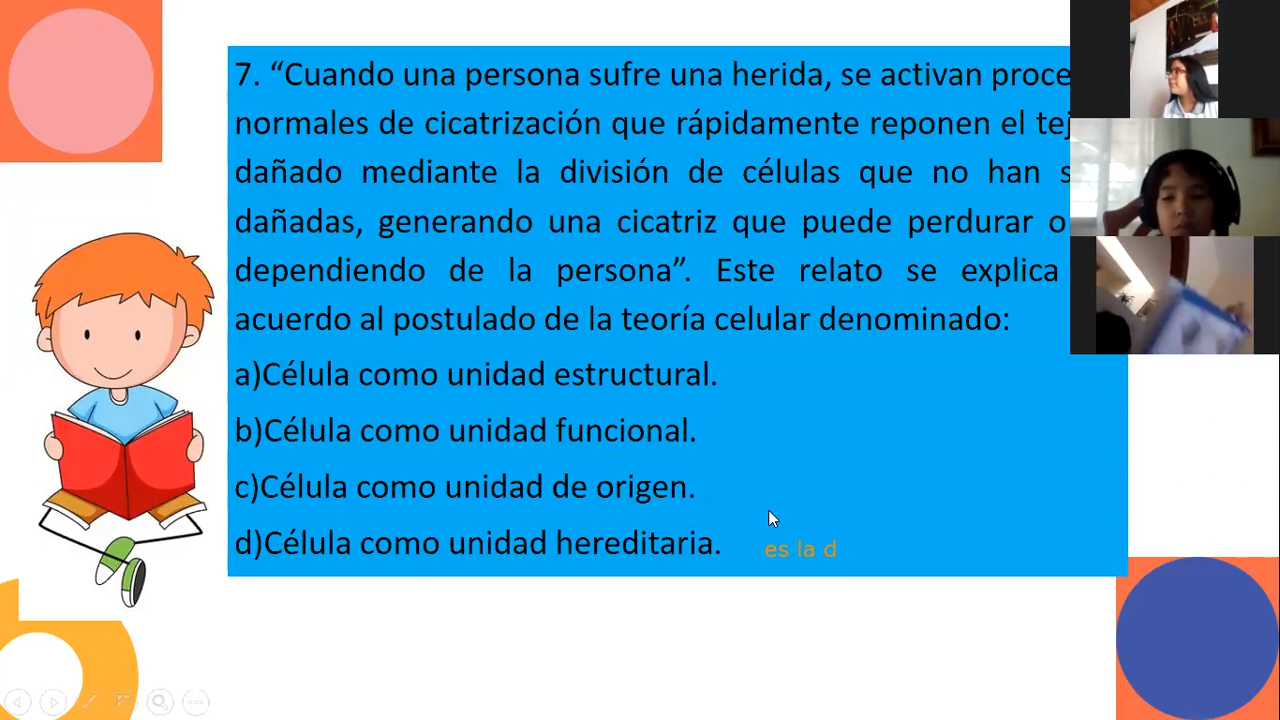 7. “Cuando una persona sufre una herida, se activan
normales de cicatrización que rápidamente reponen el
dañado mediante la división de células que no han
dañadas, generando una cicatriz que puede perdurar o
dependiendo de la persona”. Este relato se explica
acuerdo al postulado de la teoría celular denominado:
a)Célula como unidad estructural.
b)Célula como unidad funcional.
c)Célula como unidad de origen.
d)Célula como unidad hereditaria.
es la d